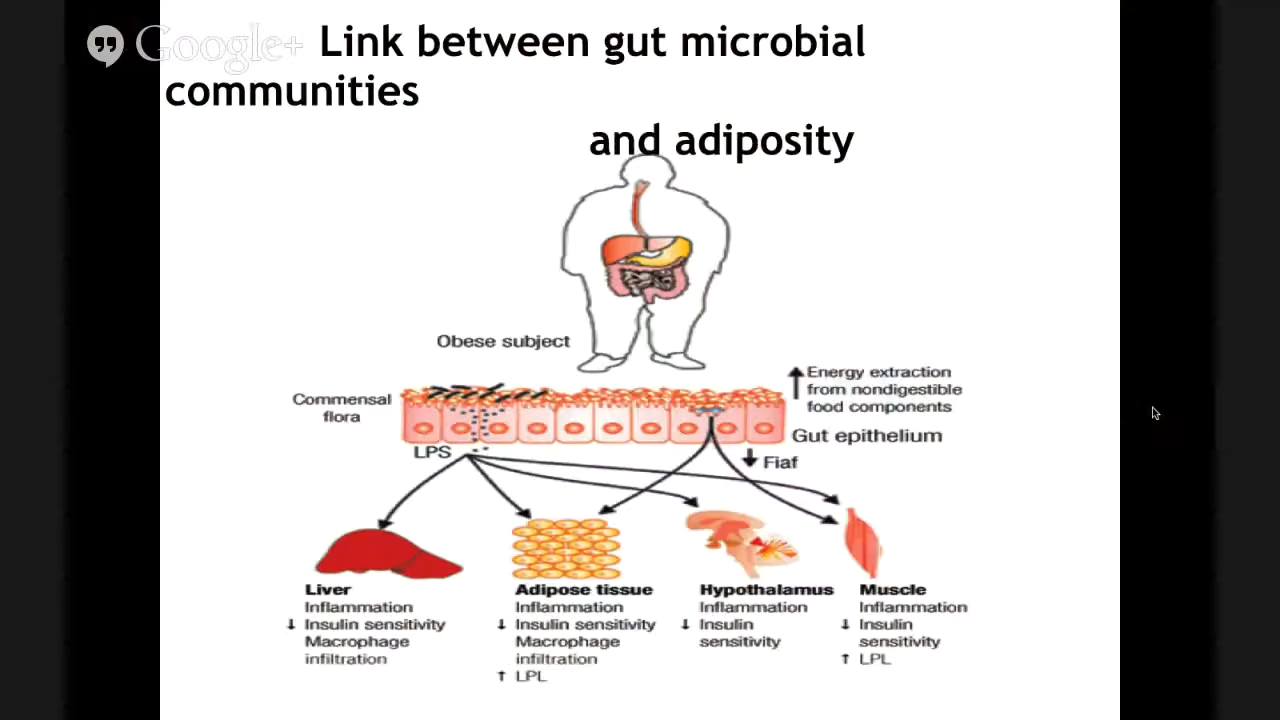 Google+
Link between gut microbial
communities
and adiposity
Obese subject
Commensal
flora
↑ Energy extraction
from nondigestible
food components
Gut epithelium
LPS
↓ Fiaf
Liver
Inflammation
↓ Insulin sensitivity
Macrophage
infiltration
Adipose tissue
Inflammation
↓ Insulin sensitivity
Macrophage
infiltration
↑ LPL
Hypothalamus
Inflammation
↓ Insulin
sensitivity
Muscle
Inflammation
↓ Insulin
sensitivity
↑ LPL